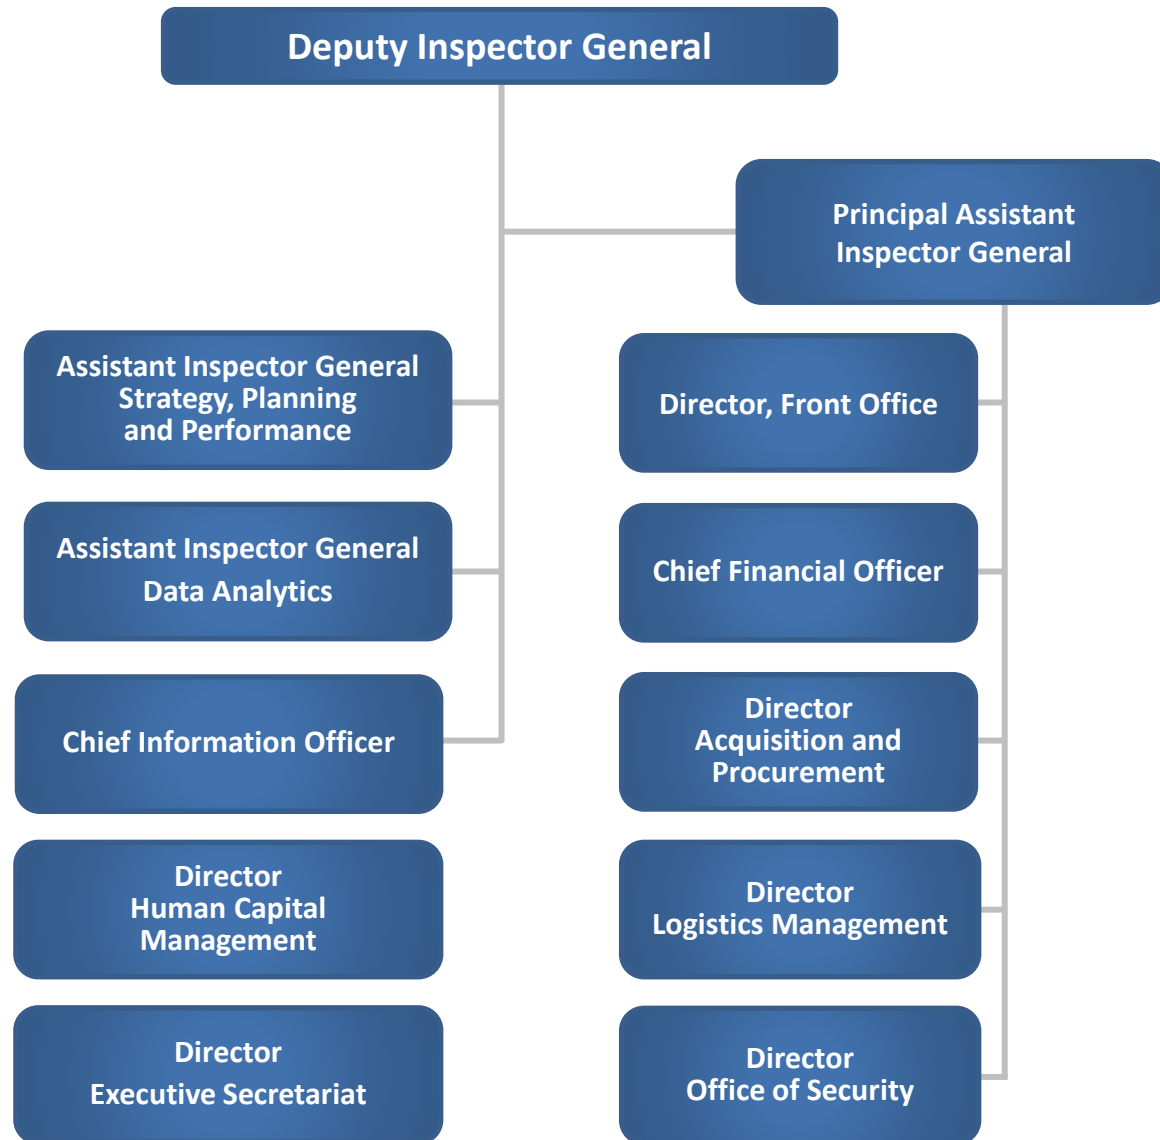 Deputy Inspector General
Principal Assistant
Inspector General
Assistant Inspector General
Strategy, Planning
and Performance
Director, Front Office
Assistant Inspector General
Data Analytics
Chief Financial Officer
Chief Information Officer
Director
Acquisition and
Procurement
Director
Human Capital
Management
Director
Logistics Management
Director
Executive Secretariat
Director
Office of Security